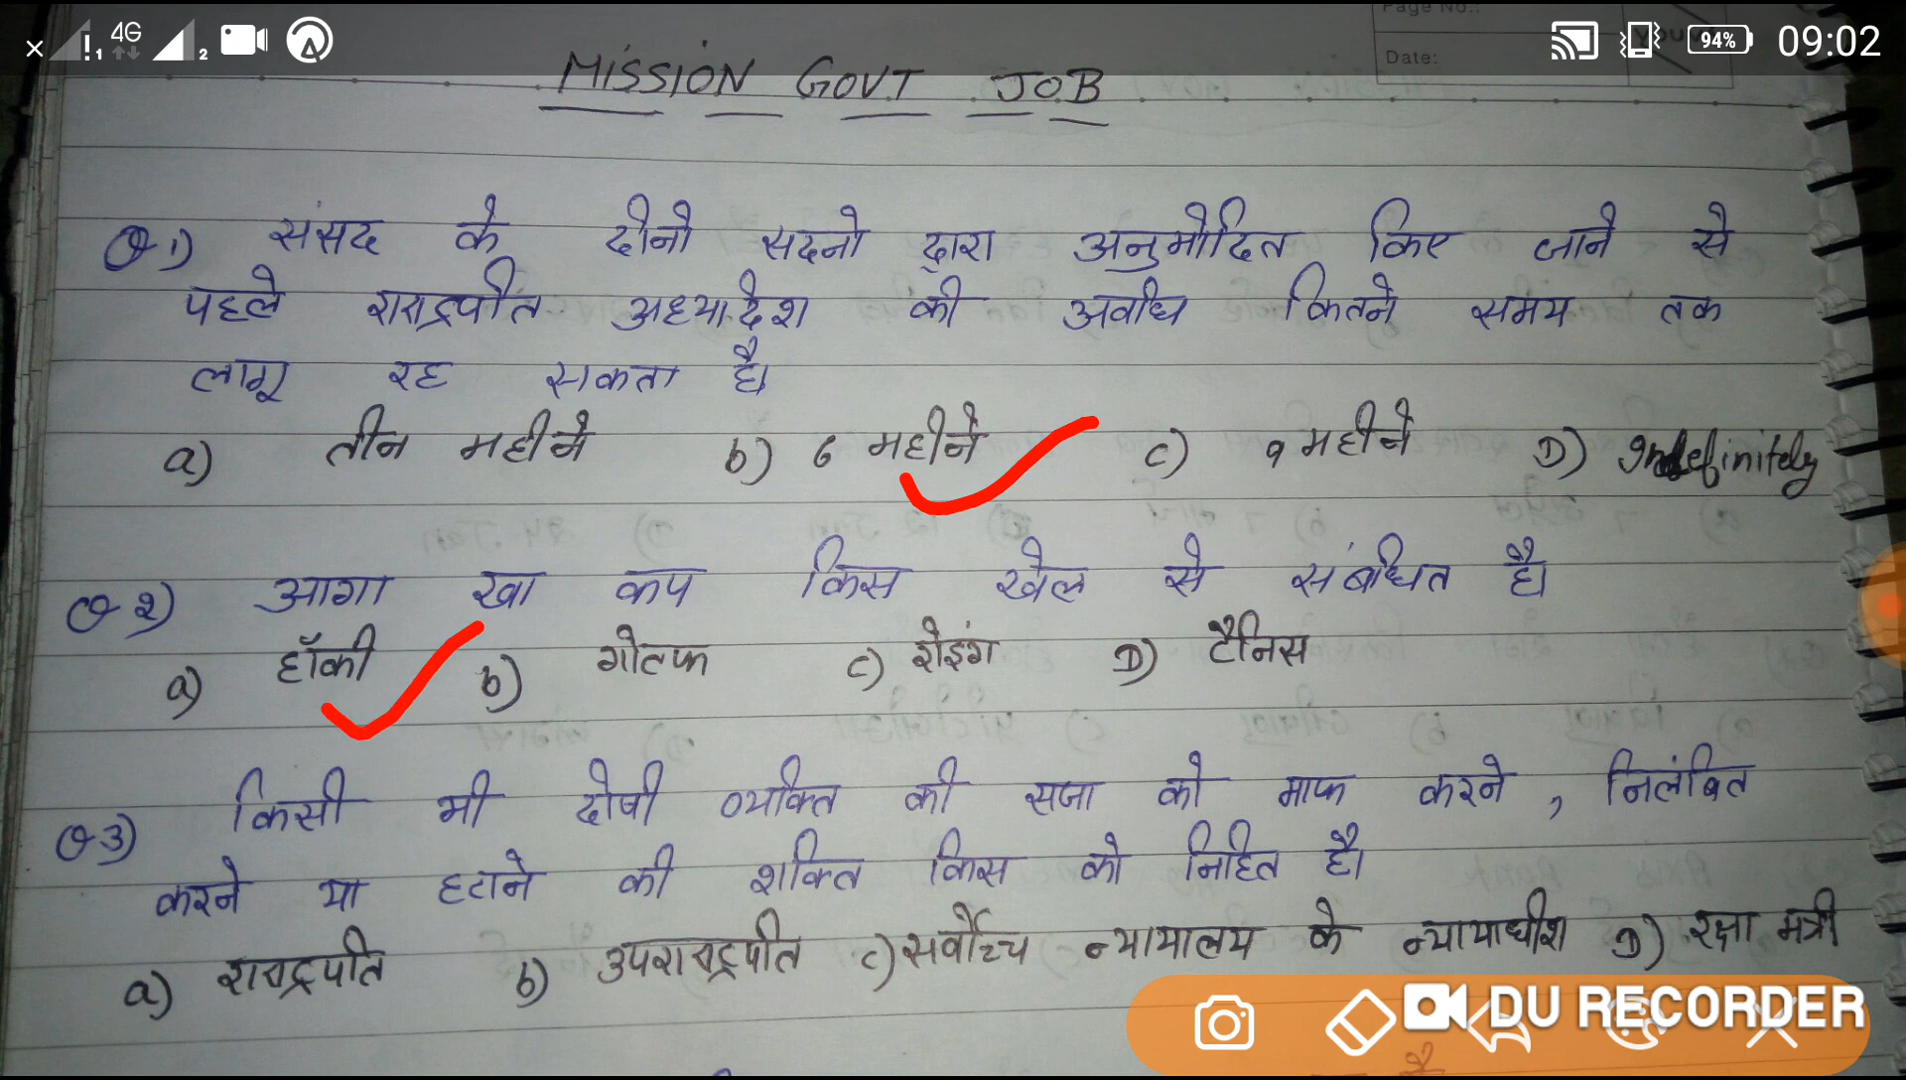 4G
94% 09:02
Page No.:
Date:
MISSION GOVT JOB
Q1) संसद के दोनो सदनो द्वारा अनुमोदित किए जाने से
पहले राष्ट्रपति अध्यादेश की अवधि कितने समय तक
लागू रह सकता है।
a) तीन महीने b) 6 महीने c) 9 महीने D) Indefinitely
Q2) आगा खा कप किस खेल से संबंधित है।
a) हॉकी b) गोल्फ c) रोइंग D) टैनिस
Q3) किसी भी दोषी व्यक्ति की सजा को माफ करने , निलंबित
करने या हटाने की शक्ति किस को निहित है।
a) राष्ट्रपति b) उपराष्ट्रपति c) सर्वोच्च न्यायालय के न्यायाधीश D) रक्षा मंत्री
DU RECORDER